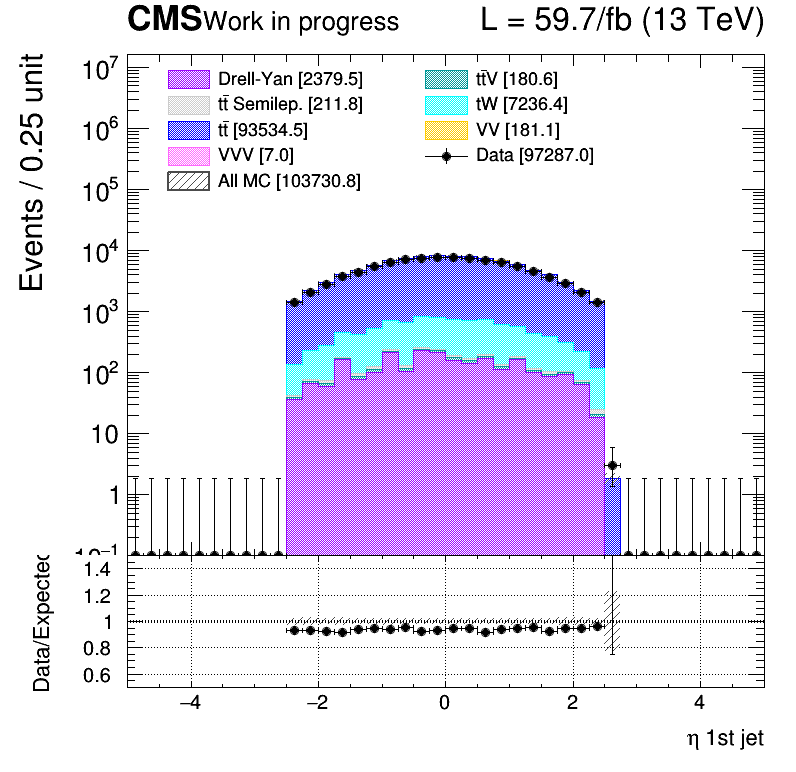 CMS Work in progress L = 59.7/fb (13 TeV)
Events / 0.25 unit
10⁷
10⁶
10⁵
10⁴
10³
10²
10
1
10⁻¹
Drell-Yan [2379.5]
tt̄ Semilep. [211.8]
tt̄ [93534.5]
VVV [7.0]
All MC [103730.8]
tt̄V [180.6]
tW [7236.4]
VV [181.1]
Data [97287.0]
Data/Expected
1.4
1.2
1
0.8
0.6
−4 −2 0 2 4
η 1st jet